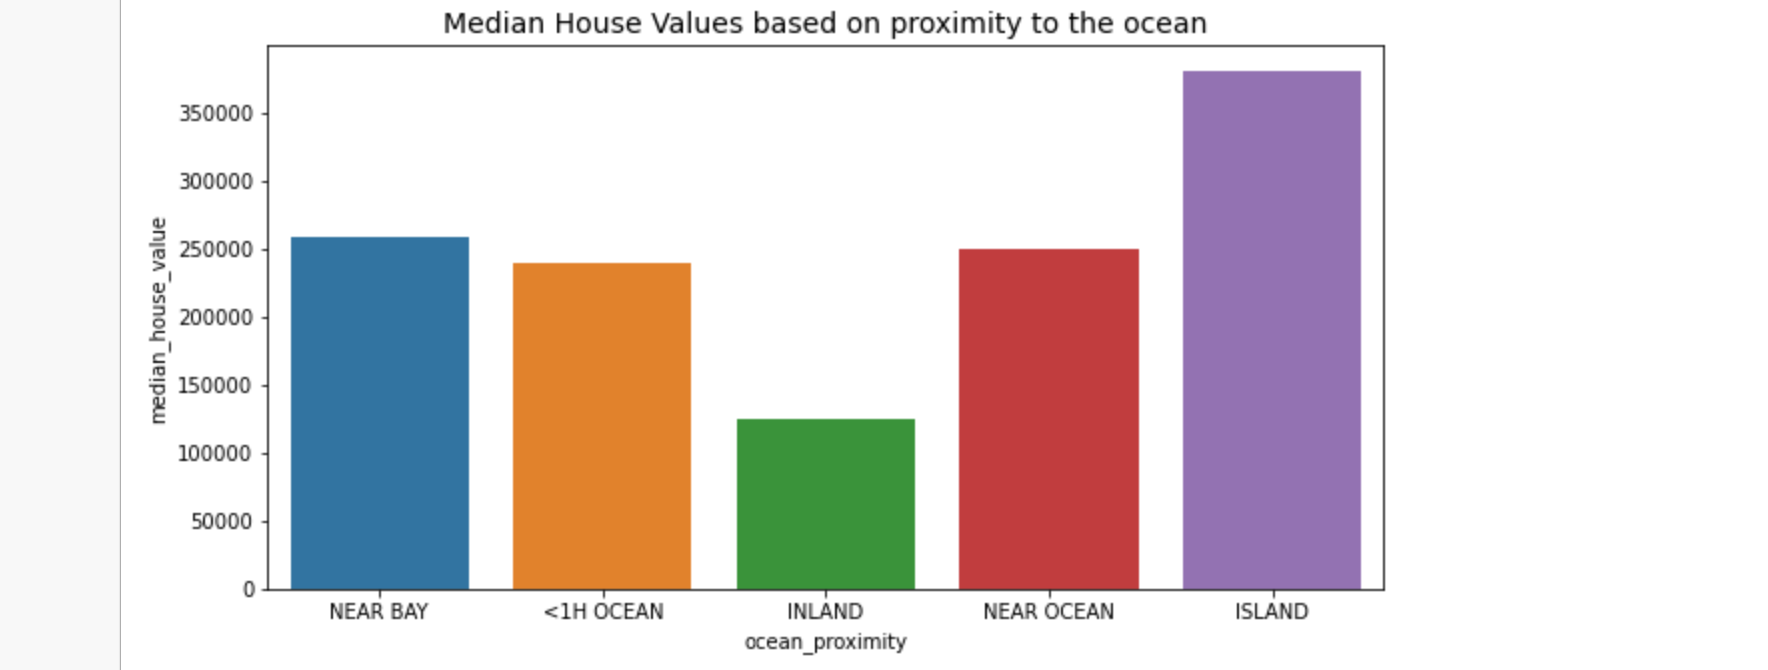 Median House Values based on proximity to the ocean
median_house_value
350000
300000
250000
200000
150000
100000
50000
0
NEAR BAY <1H OCEAN INLAND NEAR OCEAN ISLAND
ocean_proximity